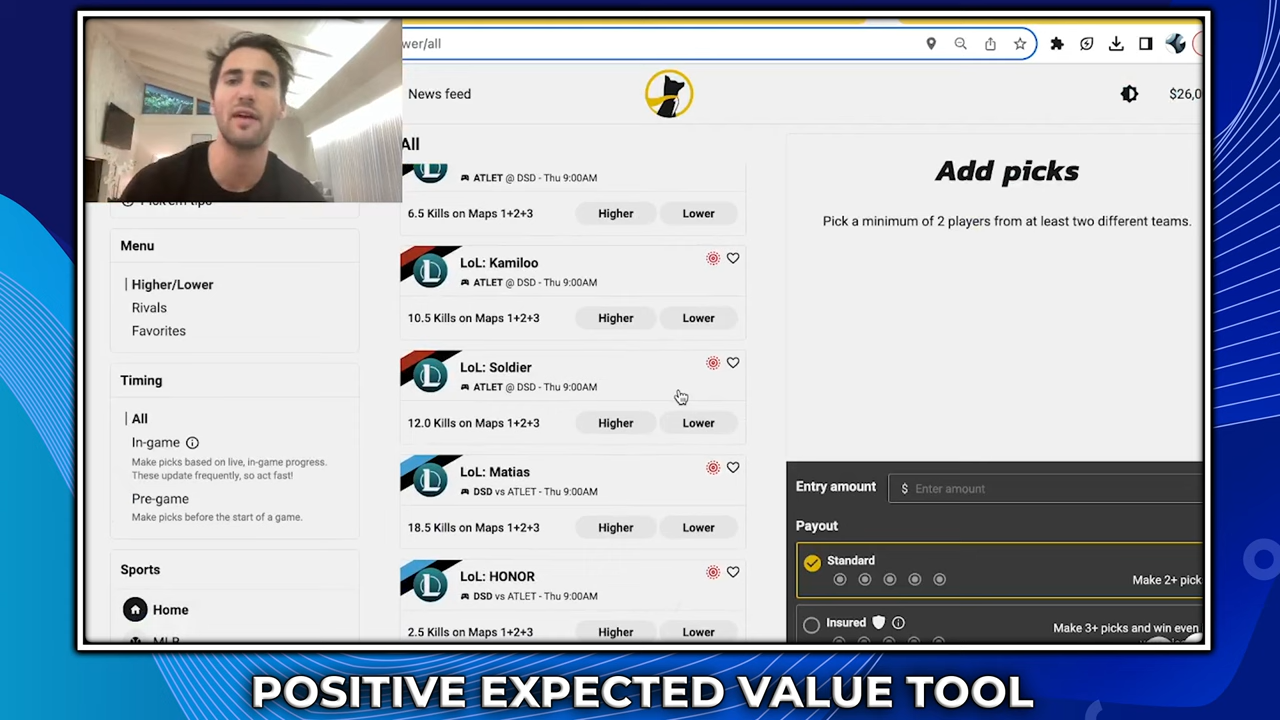 wer/all
News feed
$26,0
All
Add picks
ATLET @ DSD - Thu 9:00AM
Pick a minimum of 2 players from at least two different teams.
6.5 Kills on Maps 1+2+3
Higher
Lower
Menu
Higher/Lower
Rivals
Favorites
LoL: Kamiloo
ATLET @ DSD - Thu 9:00AM
10.5 Kills on Maps 1+2+3
Higher
Lower
Timing
All
In-game
Make picks based on live, in-game progress.
These update frequently, so act fast!
Pre-game
Make picks before the start of a game.
LoL: Soldier
ATLET @ DSD - Thu 9:00AM
12.0 Kills on Maps 1+2+3
Higher
Lower
LoL: Matias
DSD vs ATLET - Thu 9:00AM
18.5 Kills on Maps 1+2+3
Higher
Lower
Entry amount
$ Enter amount
Payout
Standard
Make 2+ pick
Insured
Make 3+ picks and win even
Sports
Home
MLB
LoL: HONOR
DSD vs ATLET - Thu 9:00AM
2.5 Kills on Maps 1+2+3
Higher
Lower
POSITIVE EXPECTED VALUE TOOL